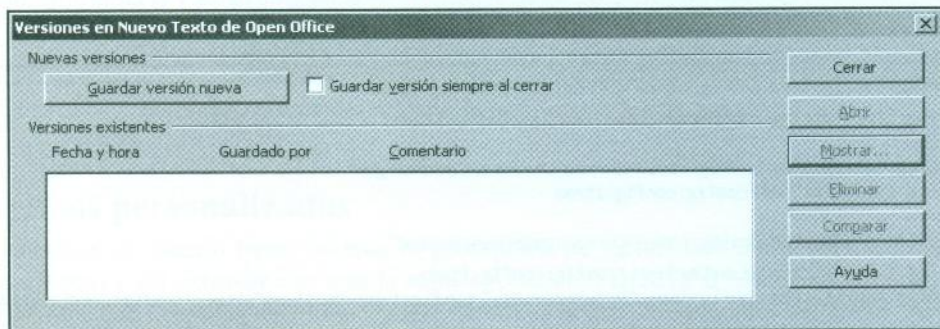 Versiones en Nuevo Texto de Open Office
Nuevas versiones
Guardar versión nueva
Guardar versión siempre al cerrar
Versiones existentes
Fecha y hora Guardado por Comentario
Cerrar
Abrir
Mostrar...
Eliminar
Comparar
Ayuda